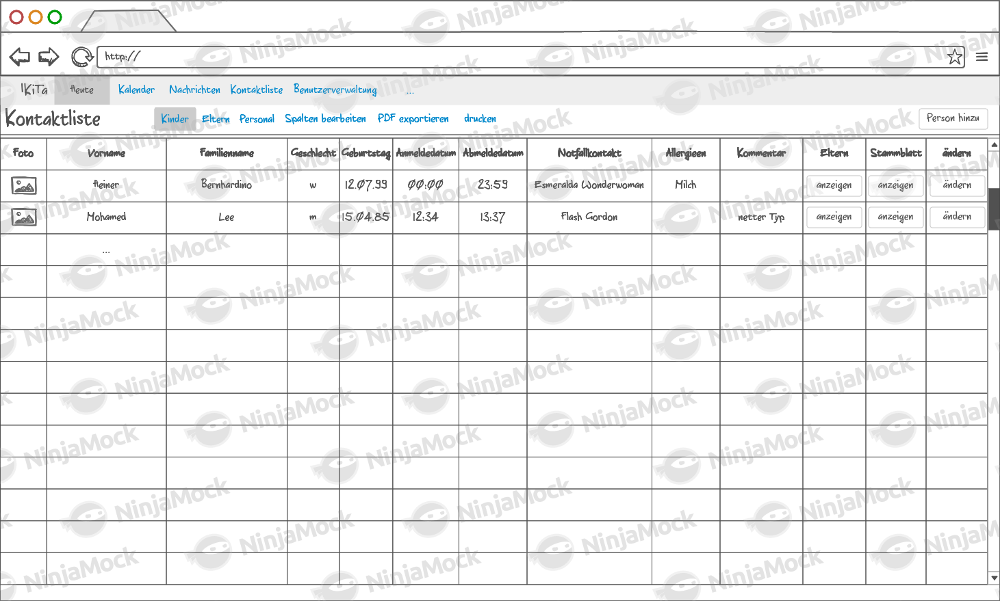 http://
IKiTa Heute Kalender Nachrichten Kontaktliste Benutzerverwaltung ...
Kontaktliste Kinder Eltern Personal Spalten bearbeiten PDF exportieren drucken Person hinzu
Foto Vorname Familienname Geschlecht Geburtstag Anmeldedatum Abmeldedatum Notfallkontakt Allergieen Kommentar Eltern Stammblatt ändern
Heiner Bernhardino w 12.07.99 00:00 23:59 Esmeralda Wonderwoman Milch anzeigen anzeigen ändern
Mohamed Lee m 15.04.85 12:34 13:37 Flash Gordon netter Typ anzeigen anzeigen ändern
...
NinjaMock